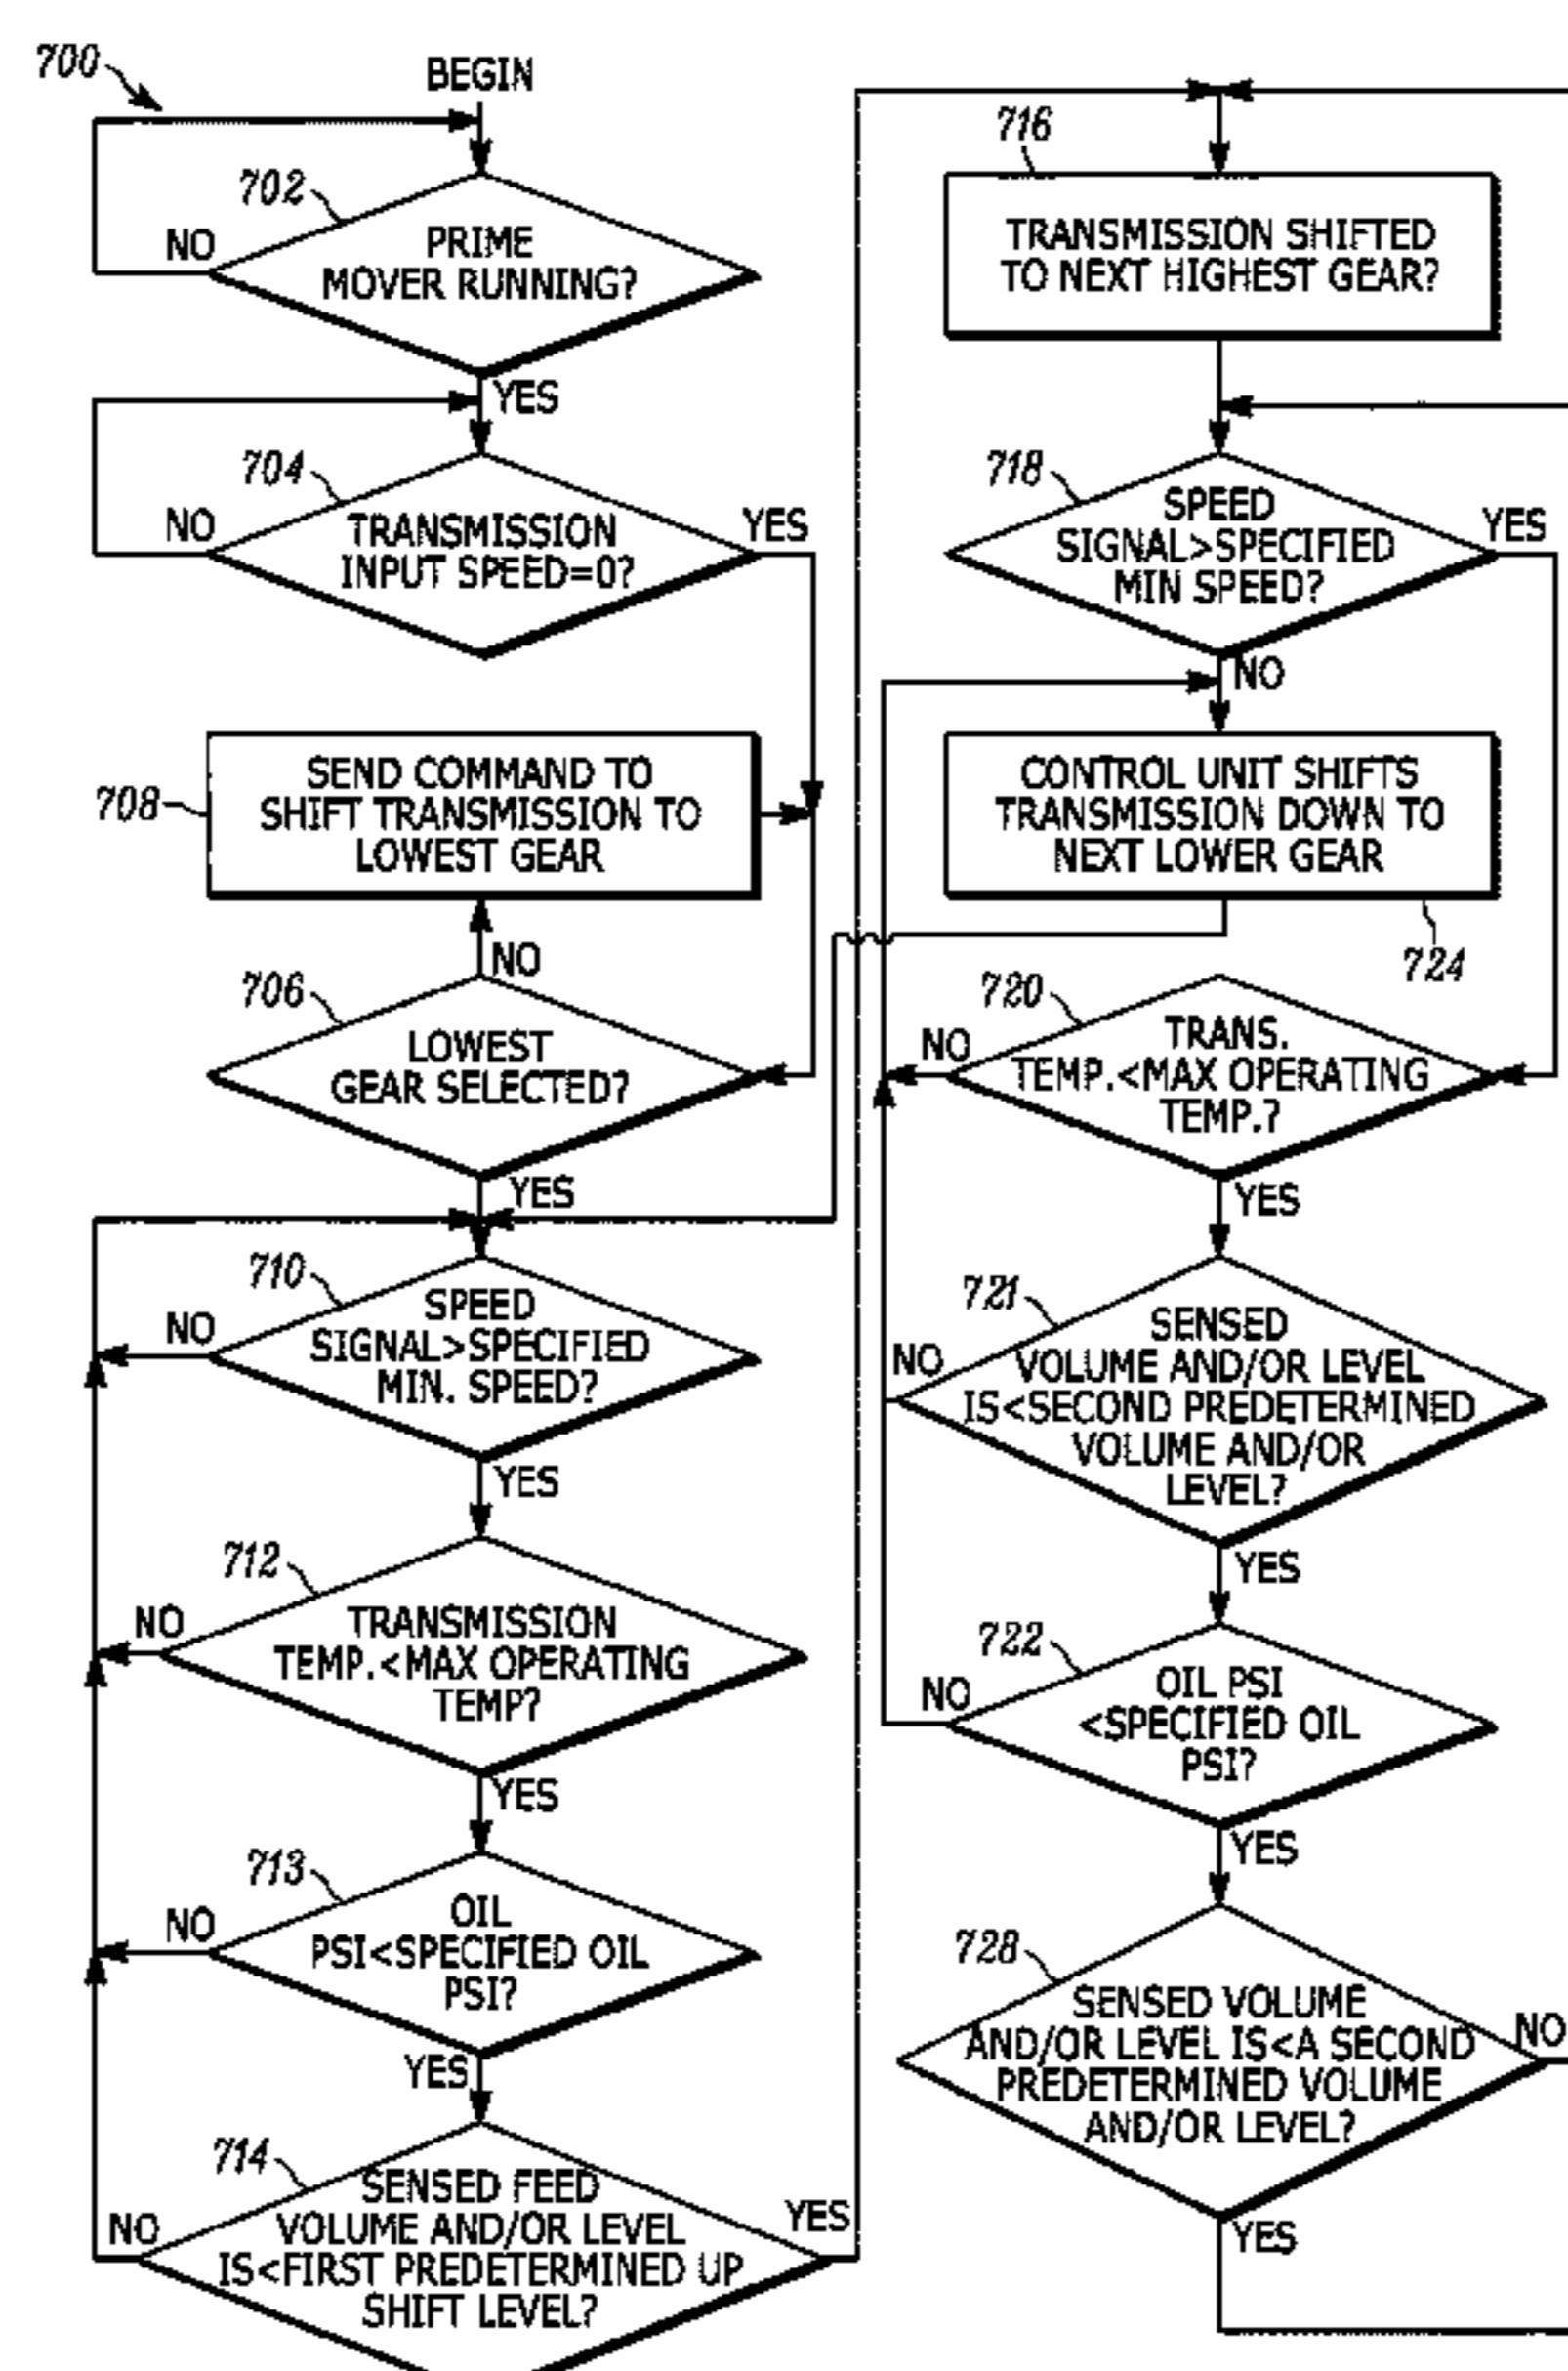 700
BEGIN
702
NO
PRIME
MOVER RUNNING?
YES
704
NO
TRANSMISSION
INPUT SPEED=0?
YES
708
SEND COMMAND TO
SHIFT TRANSMISSION TO
LOWEST GEAR
NO
706
LOWEST
GEAR SELECTED?
YES
710
NO
SPEED
SIGNAL>SPECIFIED
MIN. SPEED?
YES
712
NO
TRANSMISSION
TEMP.<MAX OPERATING
TEMP?
YES
713
NO
OIL
PSI<SPECIFIED OIL
PSI?
YES
714
NO
SENSED FEED
VOLUME AND/OR LEVEL
IS<FIRST PREDETERMINED UP
SHIFT LEVEL?
YES
716
TRANSMISSION SHIFTED
TO NEXT HIGHEST GEAR?
718
SPEED
SIGNAL>SPECIFIED
MIN SPEED?
YES
NO
CONTROL UNIT SHIFTS
TRANSMISSION DOWN TO
NEXT LOWER GEAR
724
720
NO
TRANS.
TEMP.<MAX OPERATING
TEMP.?
YES
721
NO
SENSED
VOLUME AND/OR LEVEL
IS<SECOND PREDETERMINED
VOLUME AND/OR
LEVEL?
YES
722
NO
OIL PSI
<SPECIFIED OIL
PSI?
YES
728
SENSED VOLUME
AND/OR LEVEL IS<A SECOND
PREDETERMINED VOLUME
AND/OR LEVEL?
NO
YES